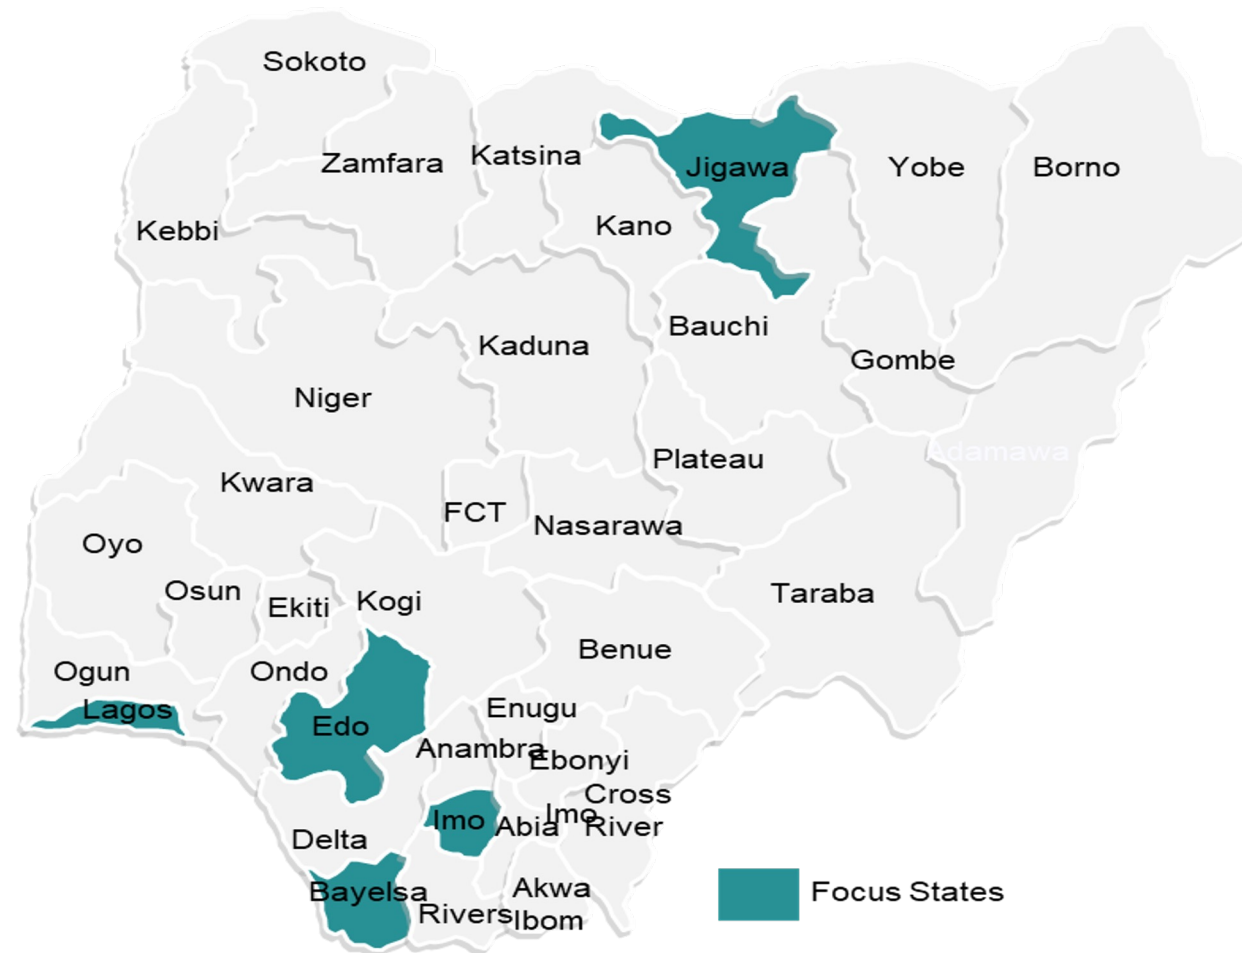 Sokoto
Zamfara
Katsina
Jigawa
Yobe
Borno
Kebbi
Kano
Bauchi
Kaduna
Gombe
Niger
Adamawa
Plateau
Kwara
FCT
Nasarawa
Oyo
Osun
Ekiti
Kogi
Taraba
Benue
Ogun
Ondo
Lagos
Edo
Enugu
Anambra
Ebonyi
Cross
River
Imo
Abia
Imo
Delta
Bayelsa
Rivers
Akwa
Ibom
Focus States